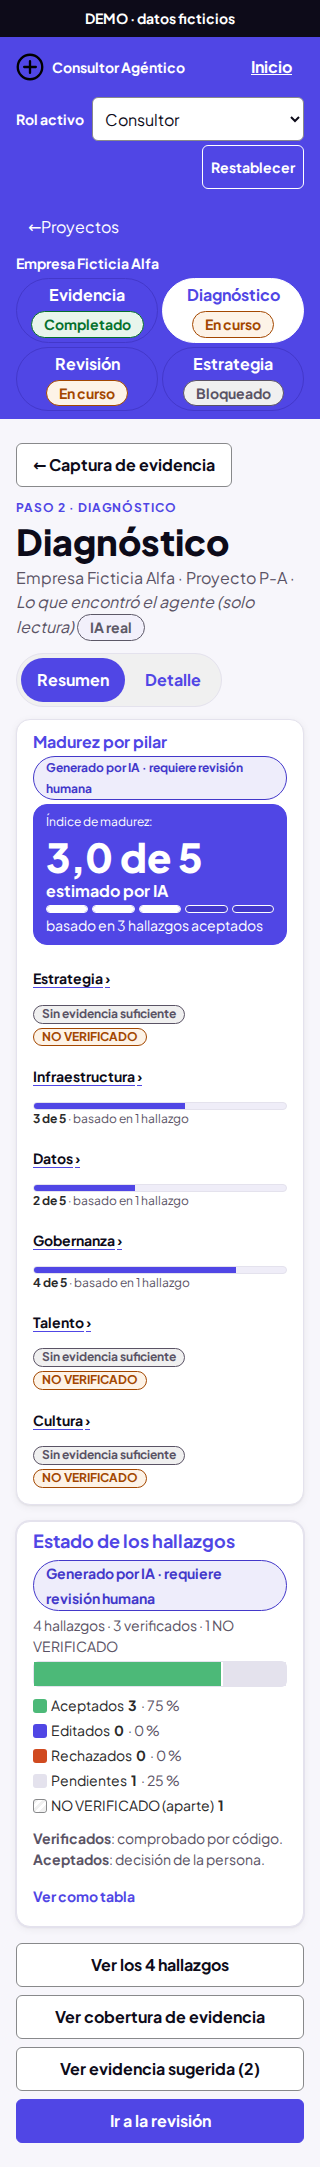 DEMO · datos ficticios
Consultor Agéntico
Inicio
Rol activo
Consultor
Restablecer
←Proyectos
Empresa Ficticia Alfa
Evidencia
Completado
Diagnóstico
En curso
Revisión
En curso
Estrategia
Bloqueado
← Captura de evidencia
PASO 2 · DIAGNÓSTICO
Diagnóstico
Empresa Ficticia Alfa · Proyecto P-A ·
Lo que encontró el agente (solo
lectura) IA real
Resumen
Detalle
Madurez por pilar
Generado por IA · requiere revisión
humana
Índice de madurez:
3,0 de 5
estimado por IA
basado en 3 hallazgos aceptados
Estrategia ›
Sin evidencia suficiente
NO VERIFICADO
Infraestructura ›
3 de 5 · basado en 1 hallazgo
Datos ›
2 de 5 · basado en 1 hallazgo
Gobernanza ›
4 de 5 · basado en 1 hallazgo
Talento ›
Sin evidencia suficiente
NO VERIFICADO
Cultura ›
Sin evidencia suficiente
NO VERIFICADO
Estado de los hallazgos
Generado por IA · requiere
revisión humana
4 hallazgos · 3 verificados · 1 NO
VERIFICADO
Aceptados 3 · 75 %
Editados 0 · 0 %
Rechazados 0 · 0 %
Pendientes 1 · 25 %
NO VERIFICADO (aparte) 1
Verificados: comprobado por código.
Aceptados: decisión de la persona.
Ver como tabla
Ver los 4 hallazgos
Ver cobertura de evidencia
Ver evidencia sugerida (2)
Ir a la revisión